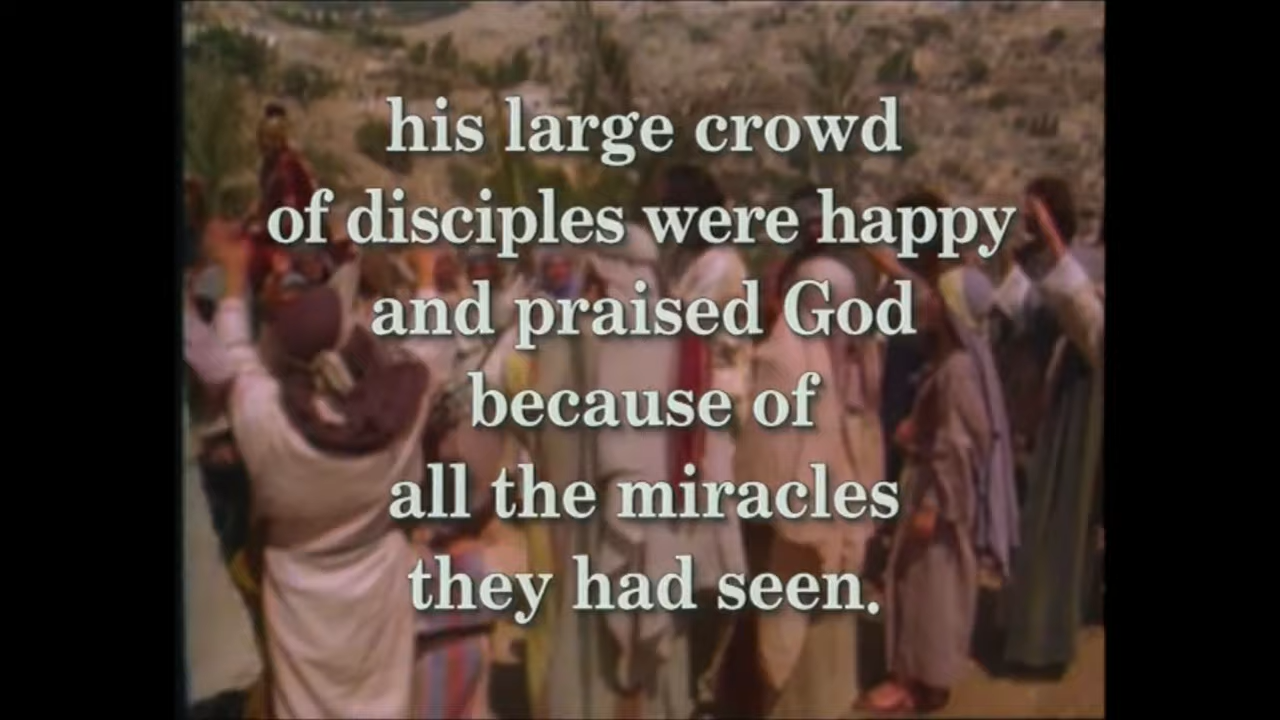 his large crowd
of disciples were happy
and praised God
because of
all the miracles
they had seen.